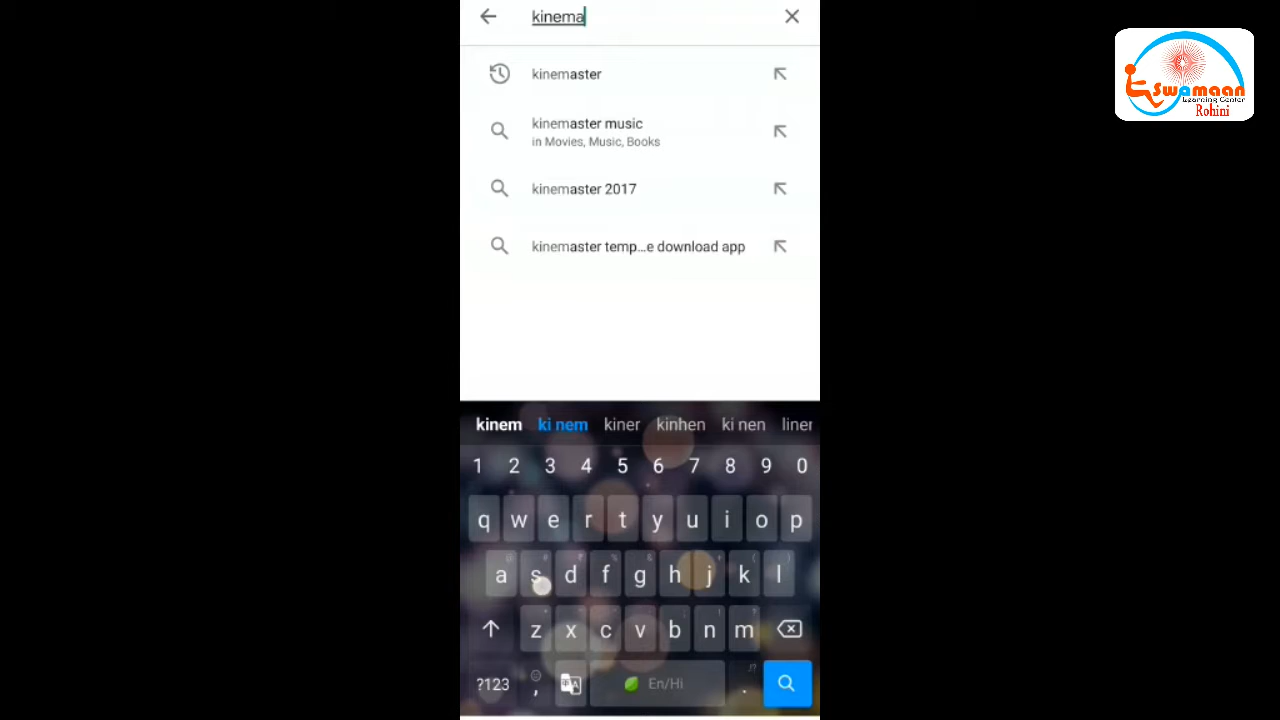 kinema
kinemaster
kinemaster music
in Movies, Music, Books
kinemaster 2017
kinemaster temp...e download app
kinem ki nem kiner kinhen ki nen liner
1 2 3 4 5 6 7 8 9 0
q w e r t y u i o p
a s d f g h j k l
z x c v b n m
?123 , En/Hi .
Swamaan
Learning Center
Rohini